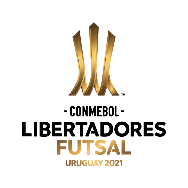 - CONMEBOL -
LIBERTADORES
FUTSAL
URUGUAY 2021